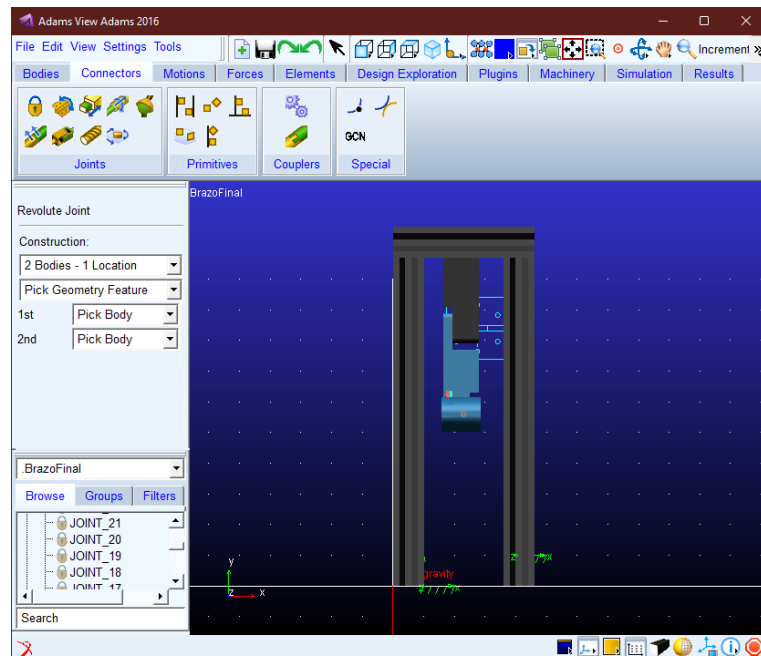 Adams View Adams 2016
File Edit View Settings Tools
Increment »
Bodies Connectors Motions Forces Elements Design Exploration Plugins Machinery Simulation Results
GCN
Joints Primitives Couplers Special
BrazoFinal
Revolute Joint
Construction:
2 Bodies - 1 Location
Pick Geometry Feature
1st Pick Body
2nd Pick Body
.BrazoFinal
Browse Groups Filters
JOINT_21
JOINT_20
JOINT_19
JOINT_18
JOINT_17
Search
y
z x
gravity
x
z x